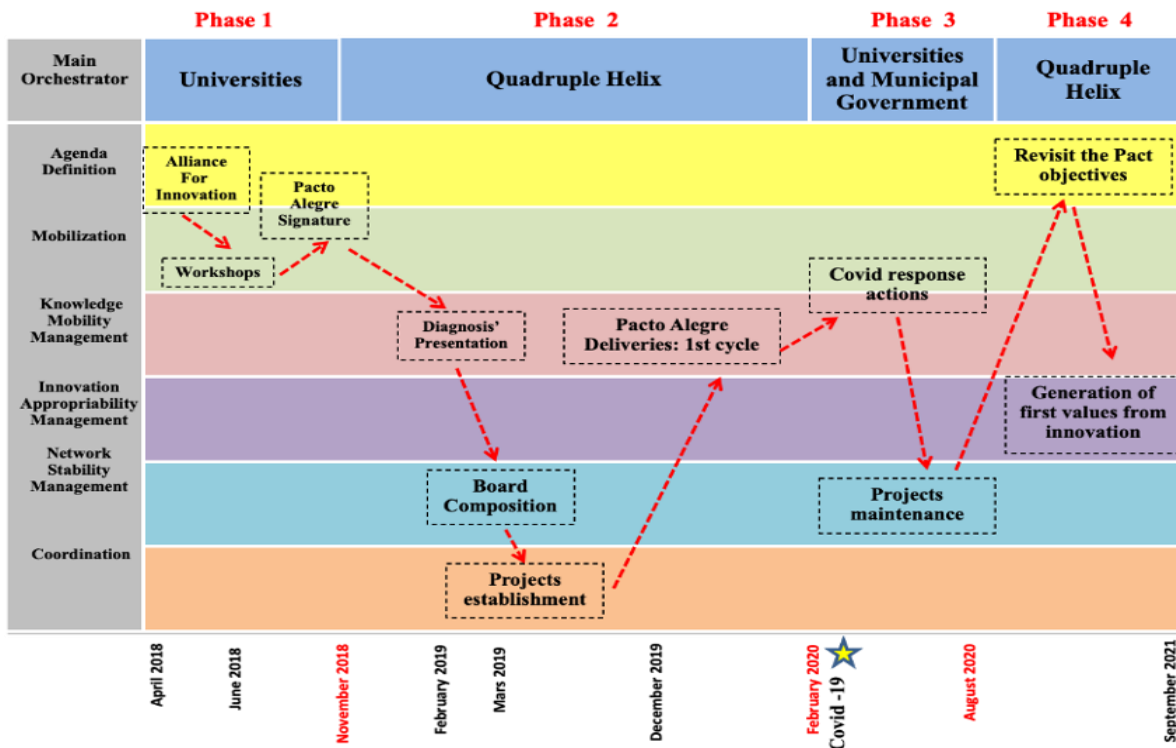 Phase 1
Phase 2
Phase 3
Phase 4
Main
Orchestrator
Universities
Quadruple Helix
Universities
and Municipal
Government
Quadruple
Helix
Agenda
Definition
Alliance
For
Innovation
Pacto
Alegre
Signature
Revisit the Pact
objectives
Mobilization
Workshops
Covid response
actions
Knowledge
Mobility
Management
Diagnosis'
Presentation
Pacto Alegre
Deliveries: 1st cycle
Innovation
Appropriability
Management
Generation of
first values from
innovation
Network
Stability
Management
Board
Composition
Projects
maintenance
Coordination
Projects
establishment
April 2018
June 2018
November 2018
February 2019
Mars 2019
December 2019
February 2020
Covid -19
August 2020
September 2021